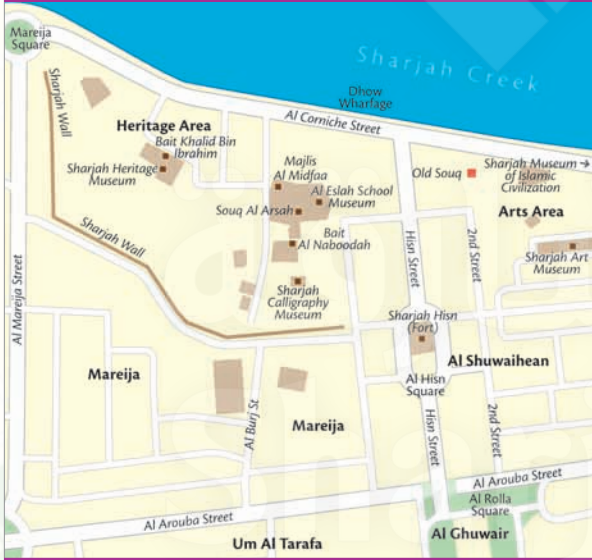 Mareija
Square
Sharjah Creek
Dhow
Wharfage
Al Corniche Street
Sharjah Wall
Heritage Area
Bait Khalid Bin
Ibrahim
Sharjah Heritage
Museum
Majlis
Al Midfaa
Al Eslah School
Museum
Souq Al Arsah
Bait
Al Naboodah
Sharjah
Calligraphy
Museum
Old Souq
Sharjah Museum →
of Islamic
Civilization
Arts Area
Sharjah Art
Museum
Hisn Street
2nd Street
Sharjah Wall
Al Mareija Street
Sharjah Hisn
(Fort)
Al Shuwaihean
Al Hisn
Square
Mareija
Mareija
Al Burj St
Hisn Street
2nd Street
Al Arouba Street
Al Rolla
Square
Al Arouba Street
Al Ghuwair
Um Al Tarafa